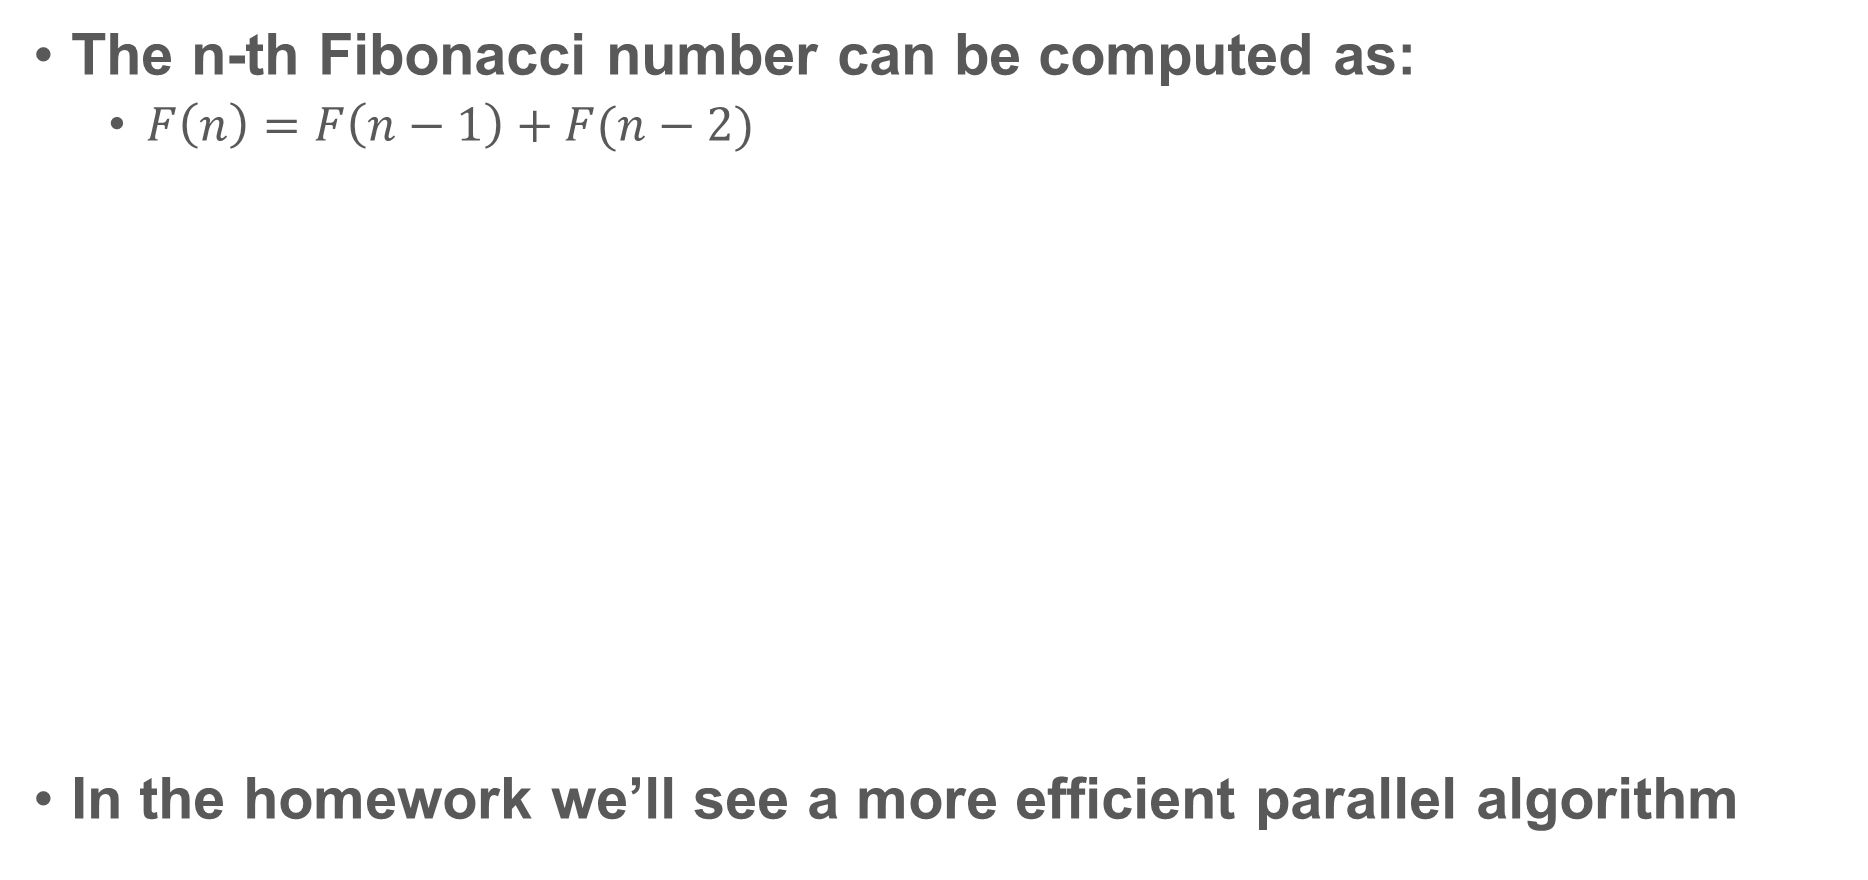 • The n-th Fibonacci number can be computed as:
• F(n) = F(n − 1) + F(n − 2)
• In the homework we’ll see a more efficient parallel algorithm